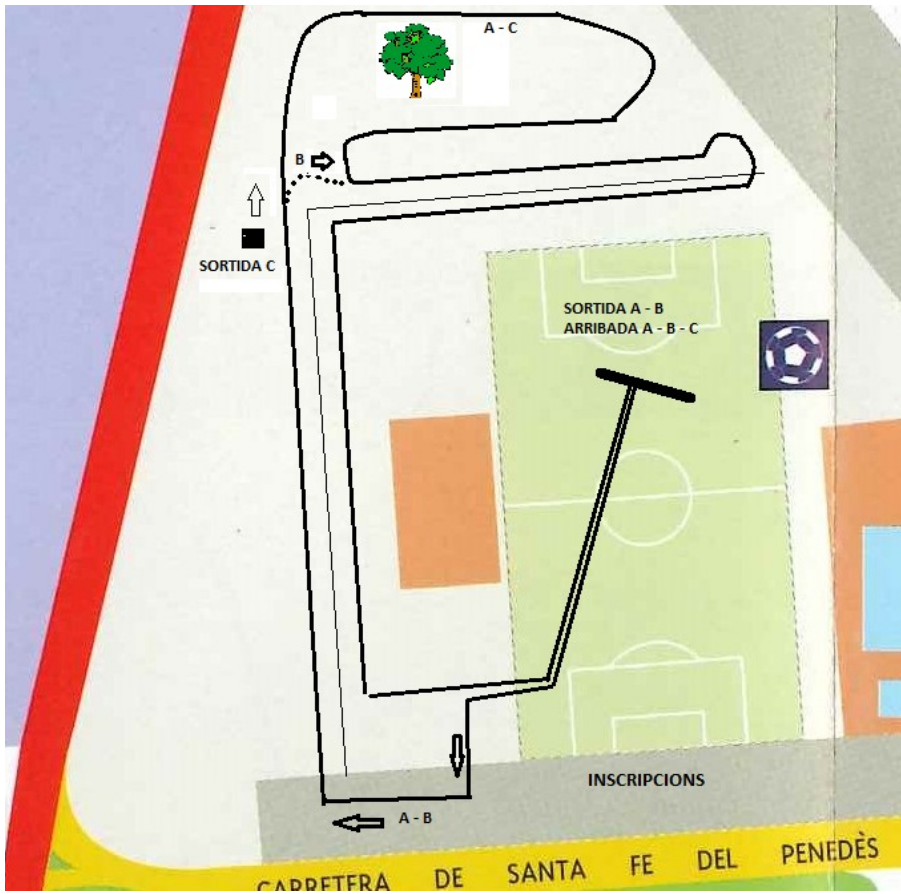 A - C
B
SORTIDA C
SORTIDA A - B
ARRIBADA A - B - C
INSCRIPCIONS
A - B
CARRETERA DE SANTA FE DEL PENEDÈS